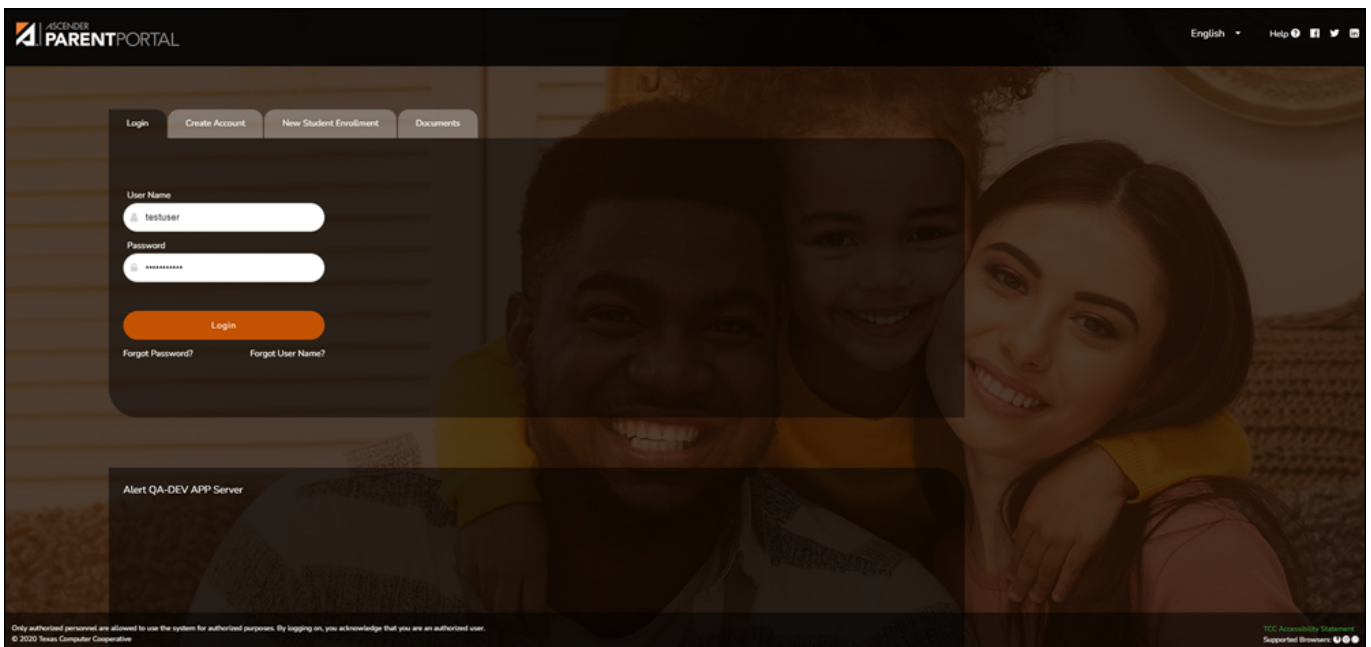 ASCENDER
PARENTPORTAL
English
Help
Login Create Account New Student Enrollment Documents
User Name
testuser
Password
Login
Forgot Password? Forgot User Name?
Alert QA-DEV APP Server
Only authorized personnel are allowed to use the system for authorized purposes. By logging on, you acknowledge that you are an authorized user.
© 2020 Texas Computer Cooperative
TCC Accessibility Statement
Supported Browsers: